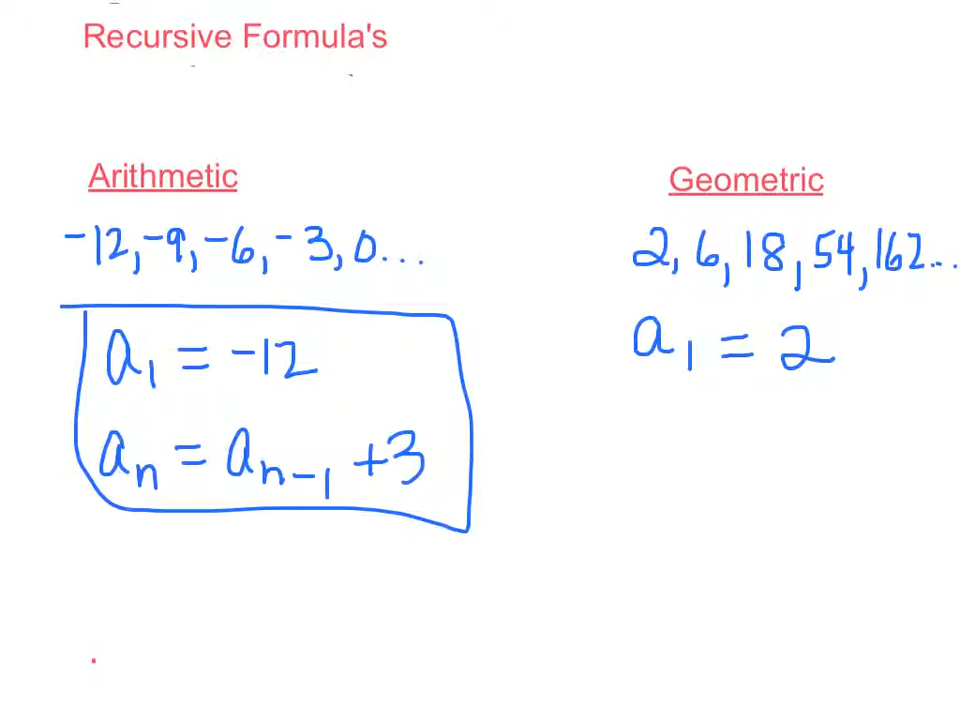 Recursive Formula's
Arithmetic
-12, -9, -6, -3, 0...
a₁ = -12
aₙ = aₙ₋₁ + 3
Geometric
2, 6, 18, 54, 162...
a₁ = 2